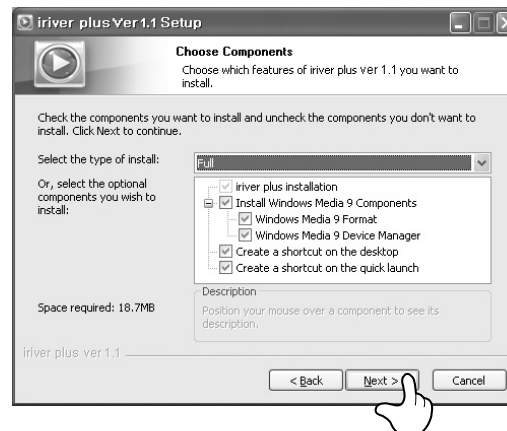 iriver plus Ver 1.1 Setup
Choose Components
Choose which features of iriver plus ver 1.1 you want to
install.
Check the components you want to install and uncheck the components you don't want to
install. Click Next to continue.
Select the type of install:
Full
Or, select the optional
components you wish to
install:
iriver plus installation
Install Windows Media 9 Components
Windows Media 9 Format
Windows Media 9 Device Manager
Create a shortcut on the desktop
Create a shortcut on the quick launch
Space required: 18.7MB
Description
Position your mouse over a component to see its
description.
iriver plus ver 1.1
< Back
Next >
Cancel